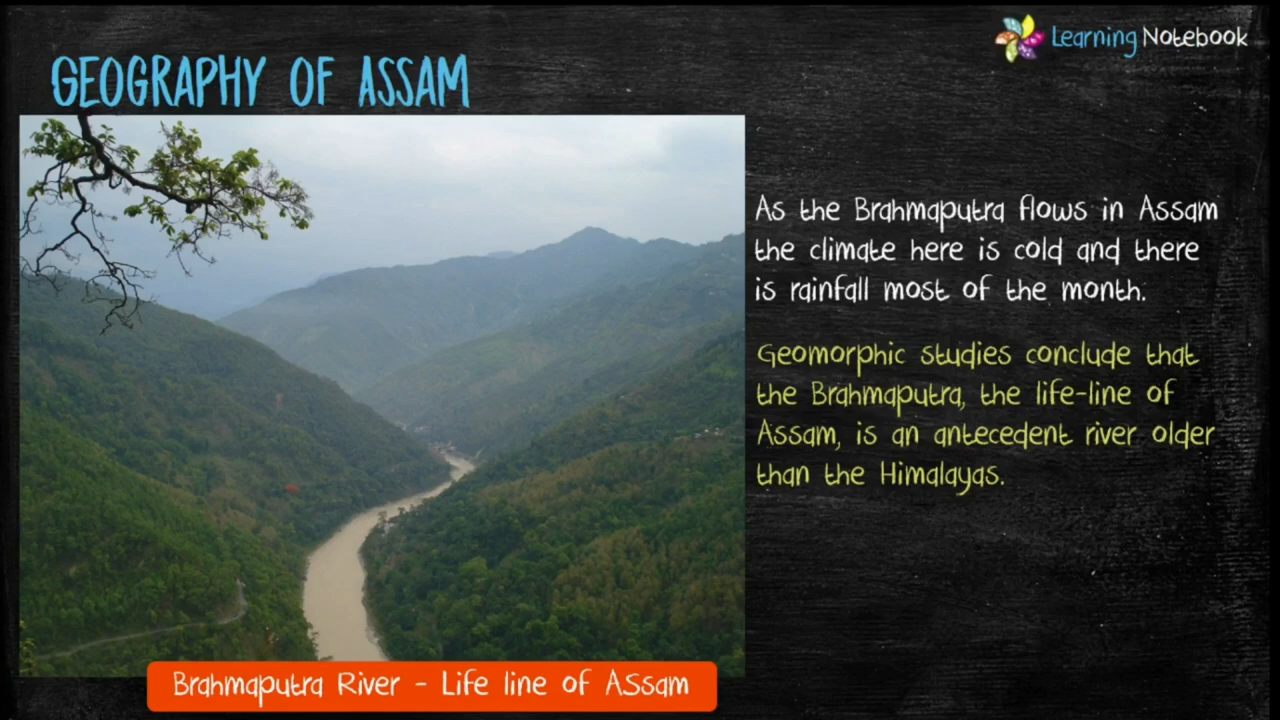 Learning Notebook
GEOGRAPHY OF ASSAM
As the Brahmaputra flows in Assam
the climate here is cold and there
is rainfall most of the month.
Geomorphic studies conclude that
the Brahmaputra, the life-line of
Assam, is an antecedent river older
than the Himalayas.
Brahmaputra River - Life line of Assam